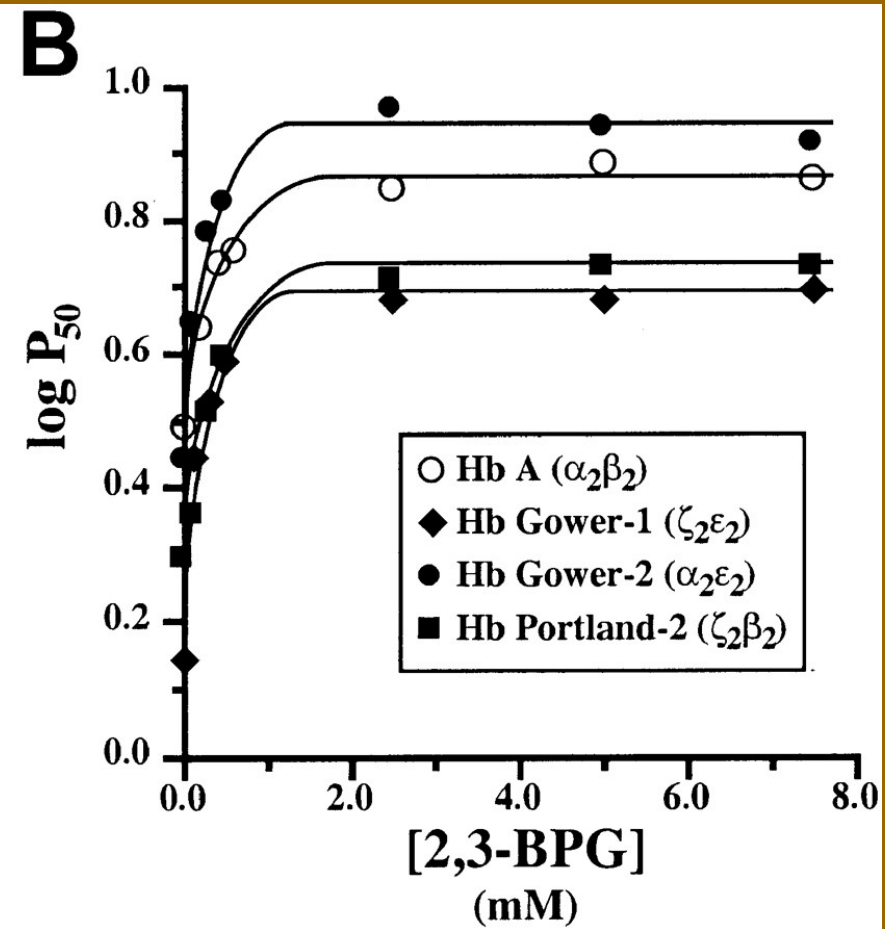 B
1.0
0.8
0.6
0.4
0.2
0.0
log P₅₀
Hb A (α₂β₂)
Hb Gower-1 (ζ₂ε₂)
Hb Gower-2 (α₂ε₂)
Hb Portland-2 (ζ₂β₂)
0.0 2.0 4.0 6.0 8.0
[2,3-BPG]
(mM)